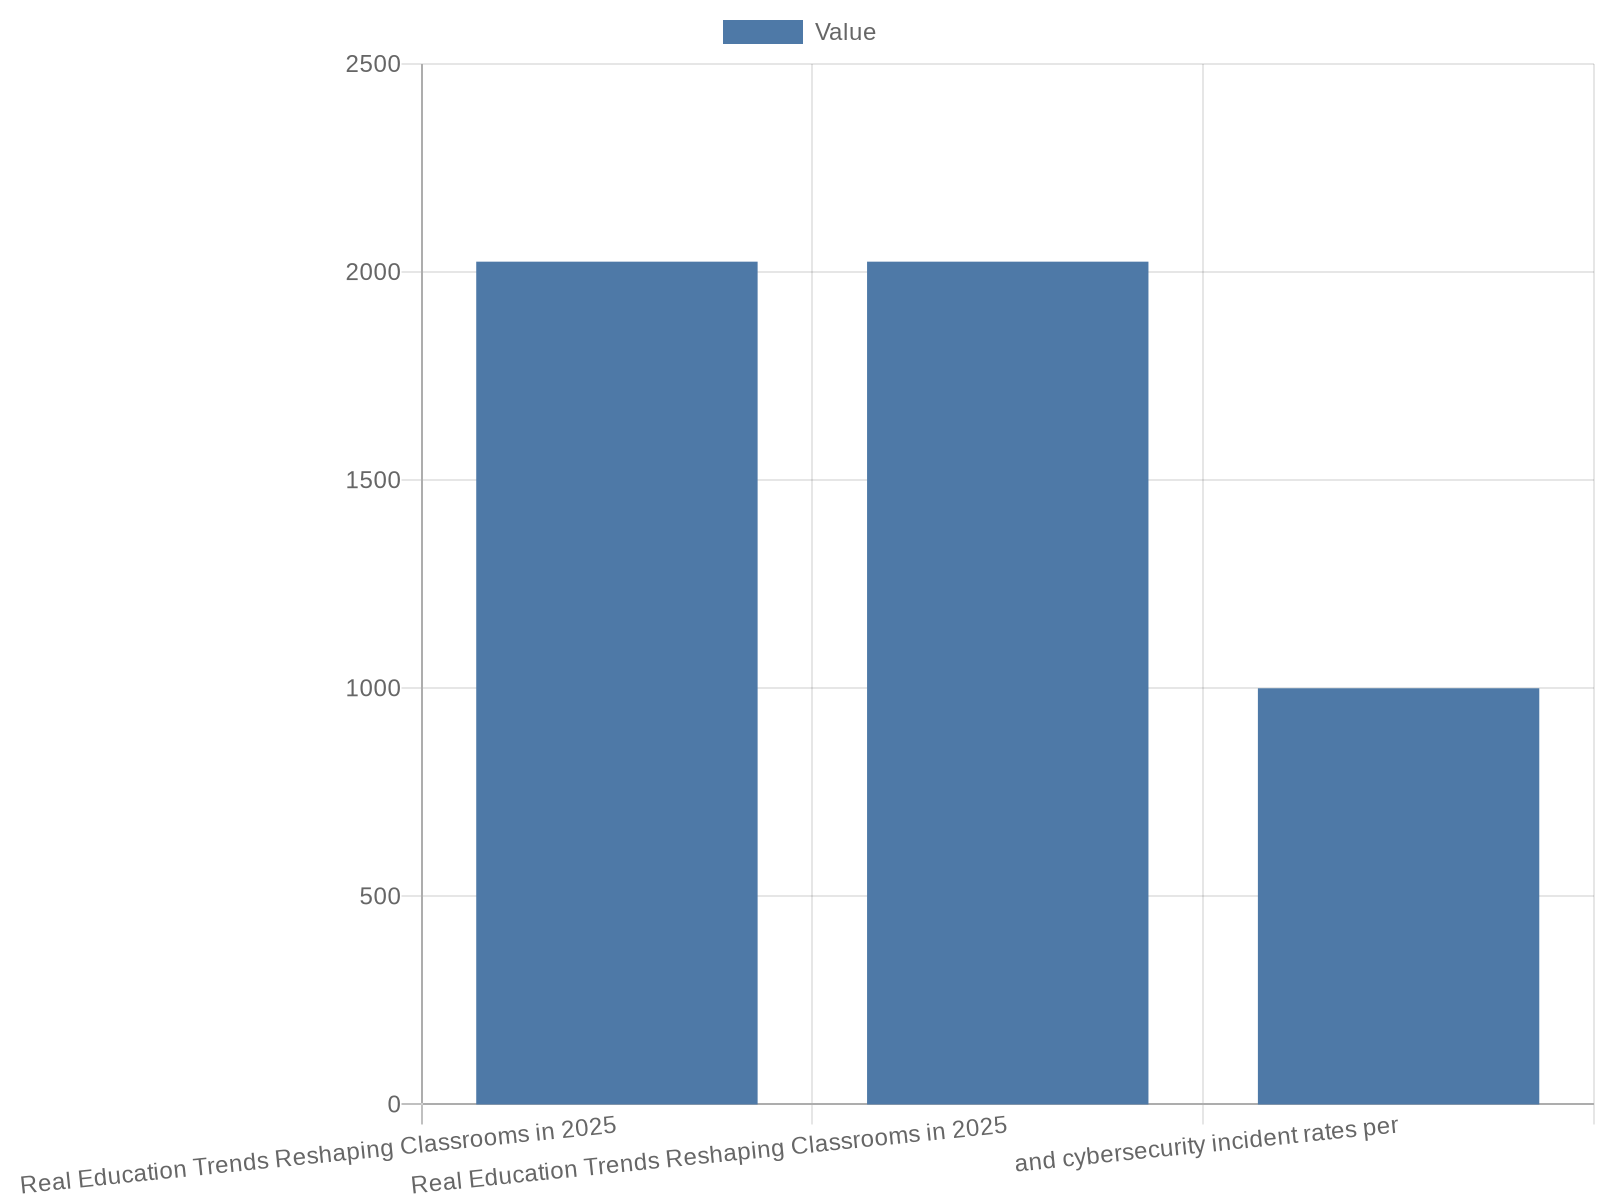 Value
2500
2000
1500
1000
500
0
Real Education Trends Reshaping Classrooms in 2025
Real Education Trends Reshaping Classrooms in 2025
and cybersecurity incident rates per